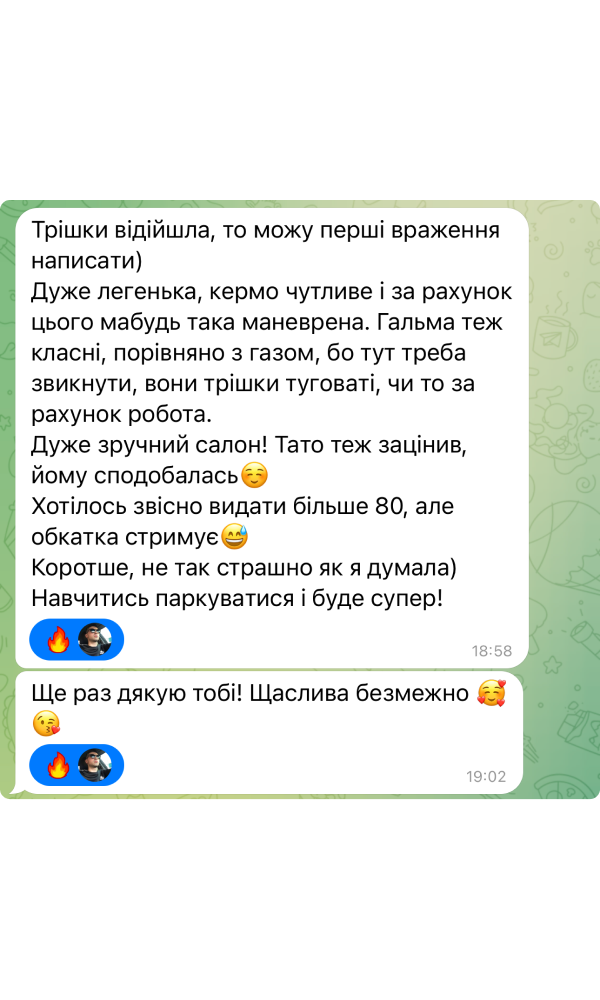 Трішки відійшла, то можу перші враження
написати)
Дуже легенька, кермо чутливе і за рахунок
цього мабудь така маневрена. Гальма теж
класні, порівняно з газом, бо тут треба
звикнути, вони трішки туговаті, чи то за
рахунок робота.
Дуже зручний салон! Тато теж зацінив,
йому сподобалась☺️
Хотілось звісно видати більше 80, але
обкатка стримує😅
Коротше, не так страшно як я думала)
Навчитись паркуватися і буде супер!
🔥
18:58
Ще раз дякую тобі! Щаслива безмежно 🥰
😘
🔥
19:02